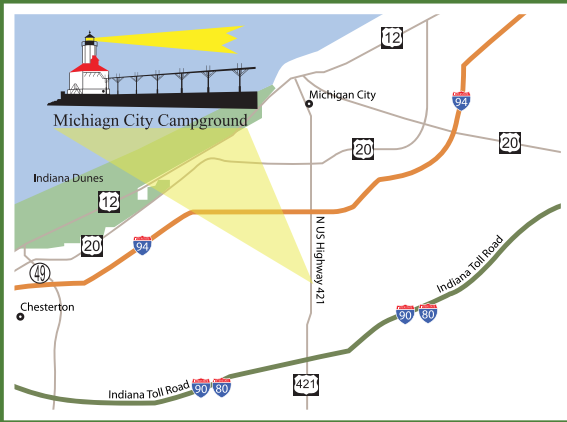 12
Michigan City
94
Michiagn City Campground
20
20
Indiana Dunes
12
20
94
N US Highway 421
49
Indiana Toll Road
Chesterton
90 80
421
Indiana Toll Road 90 80